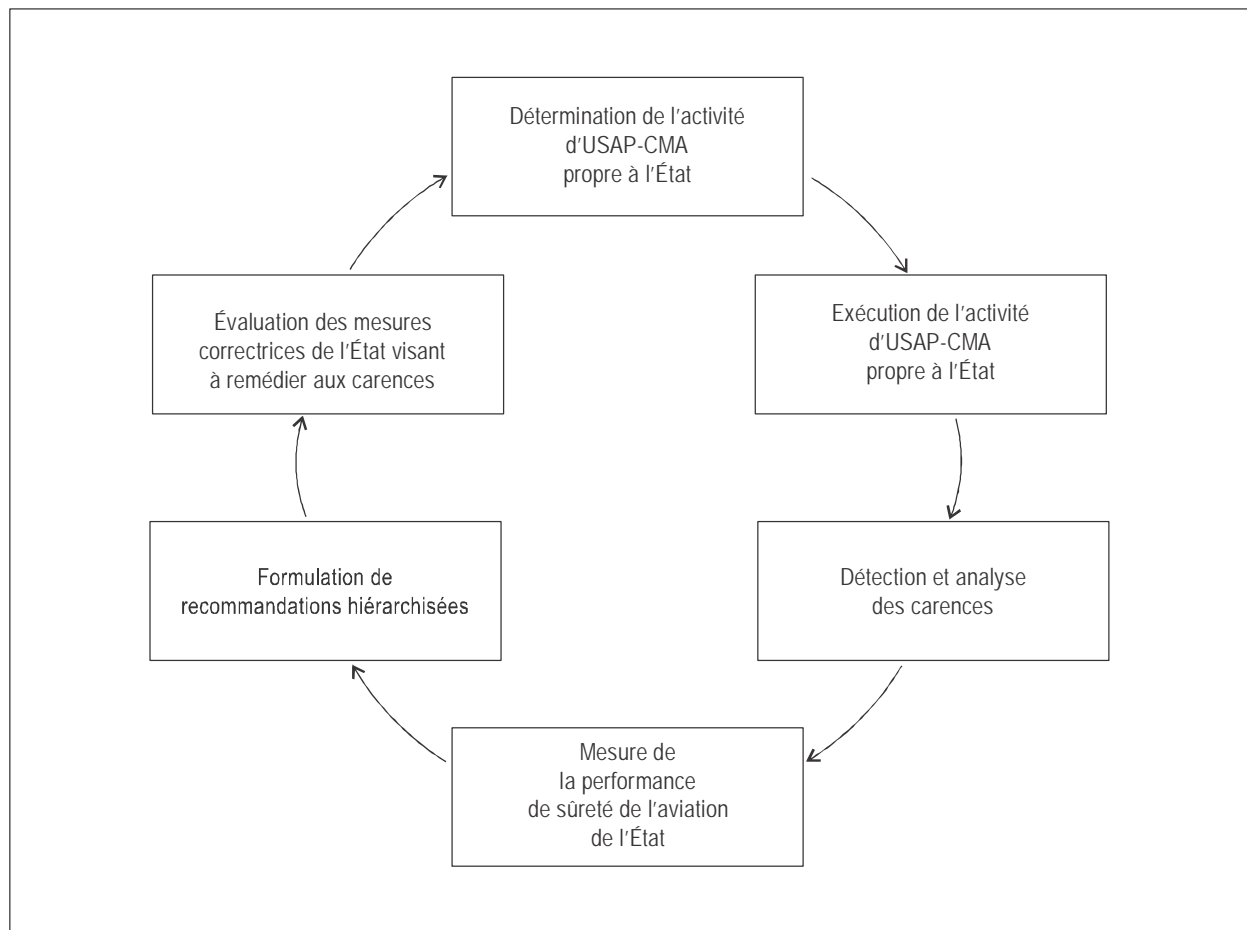 Détermination de l'activité
d'USAP-CMA
propre à l'État
Exécution de l'activité
d'USAP-CMA
propre à l'État
Détection et analyse
des carences
Mesure de
la performance
de sûreté de l'aviation
de l'État
Formulation de
recommandations hiérarchisées
Évaluation des mesures
correctrices de l'État visant
à remédier aux carences